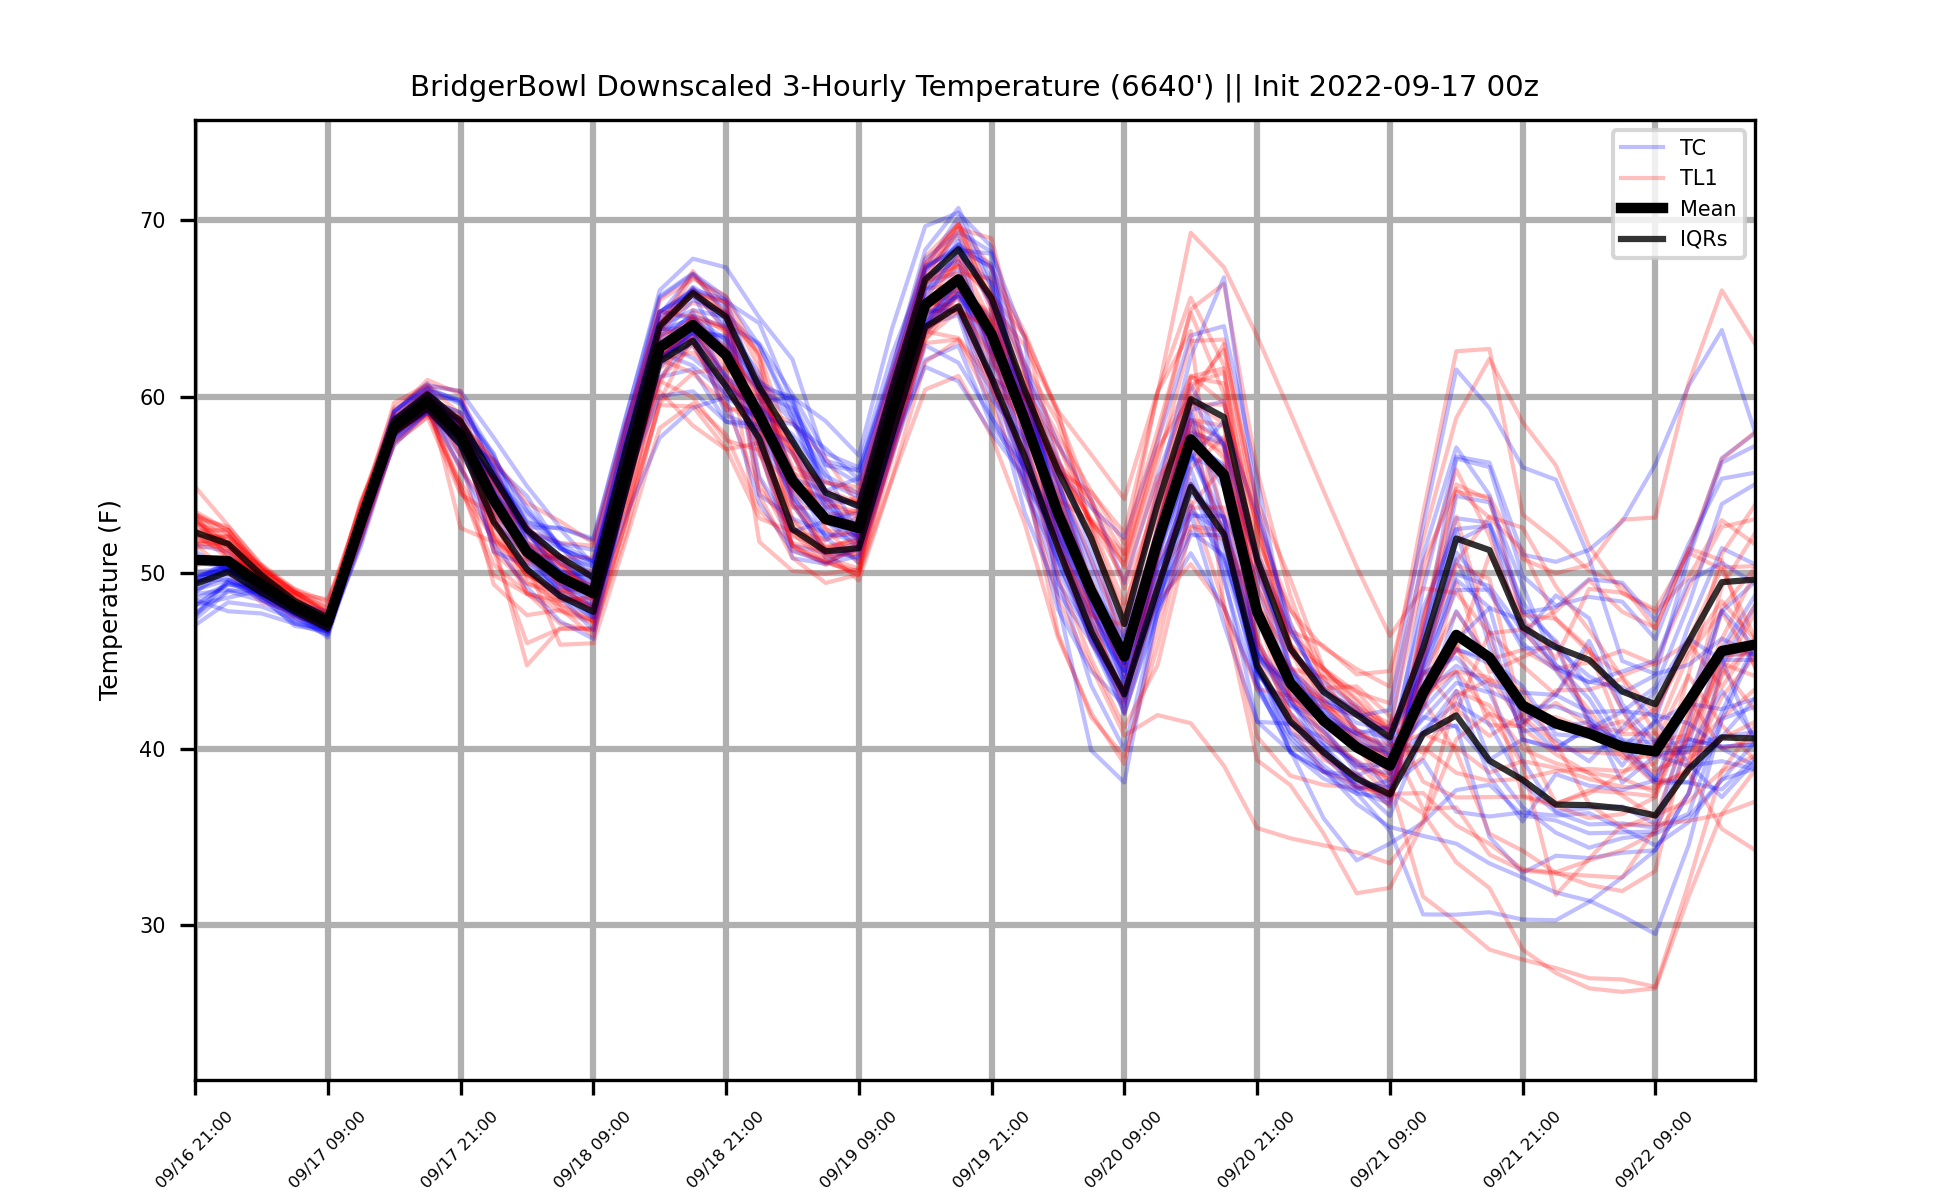 BridgerBowl Downscaled 3-Hourly Temperature (6640') || Init 2022-09-17 00z
TC
TL1
Mean
IQRs
Temperature (F)
70
60
50
40
30
09/16 21:00
09/17 09:00
09/17 21:00
09/18 09:00
09/18 21:00
09/19 09:00
09/19 21:00
09/20 09:00
09/20 21:00
09/21 09:00
09/21 21:00
09/22 09:00